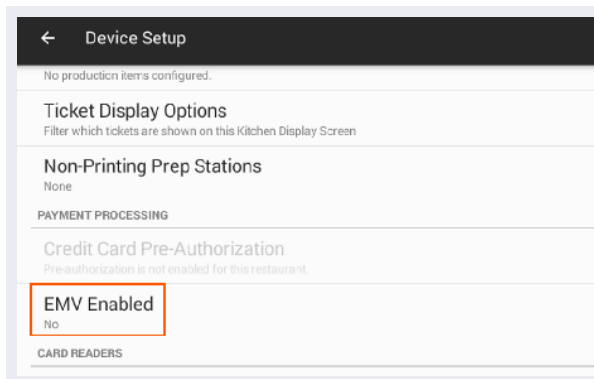 Device Setup
No production items configured.
Ticket Display Options
Filter which tickets are shown on this Kitchen Display Screen
Non-Printing Prep Stations
None
PAYMENT PROCESSING
Credit Card Pre-Authorization
Pre-authorization is not enabled for this restaurant.
EMV Enabled
No
CARD READERS